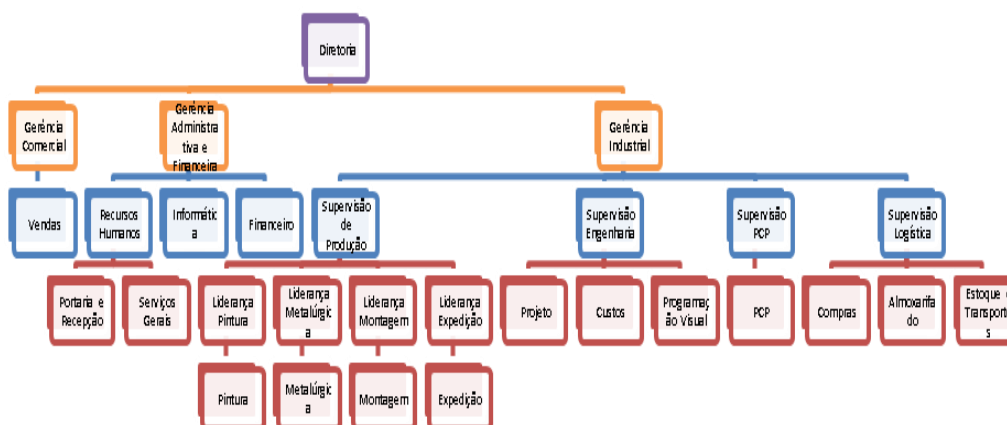 Diretoria
Gerência
Comercial
Gerência
Administra
tiva e
Financeira
Gerência
Industrial
Vendas
Recursos
Humanos
Informátic
a
Financeiro
Supervisão
de
Produção
Supervisão
Engenharia
Supervisão
PCP
Supervisão
Logística
Portaria e
Recepção
Serviços
Gerais
Liderança
Pintura
Liderança
Metalúrgic
a
Liderança
Montagem
Liderança
Expedição
Projeto
Custos
Programaç
ão Visual
PCP
Compras
Almoxarifa
do
Estoque e
Transporte
s
Pintura
Metalúrgic
a
Montagem
Expedição